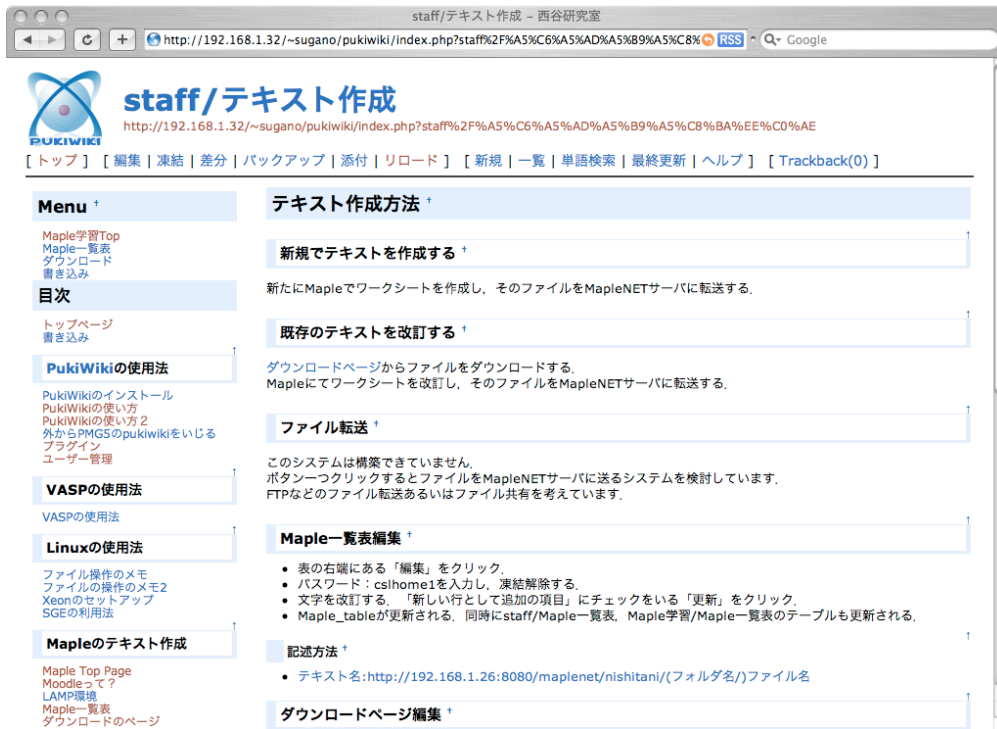 staff/テキスト作成 – 西谷研究室
http://192.168.1.32/~sugano/pukiwiki/index.php?staff%2F%A5%C6%A5%AD%A5%B9%A5%C8% RSS Google
staff/テキスト作成
http://192.168.1.32/~sugano/pukiwiki/index.php?staff%2F%A5%C6%A5%AD%A5%B9%A5%C8%BA%EE%C0%AE
PUKIWIKI
[ トップ ] [ 編集 | 凍結 | 差分 | バックアップ | 添付 | リロード ] [ 新規 | 一覧 | 単語検索 | 最終更新 | ヘルプ ] [ Trackback(0) ]
Menu †
Maple学習Top
Maple一覧表
ダウンロード
書き込み
目次
トップページ
書き込み
↑
PukiWikiの使用法
PukiWikiのインストール
PukiWikiの使い方
PukiWikiの使い方２
外からPMG5のpukiwikiをいじる
プラグイン
ユーザー管理
↑
VASPの使用法
VASPの使用法
↑
Linuxの使用法
ファイル操作のメモ
ファイルの操作のメモ2
Xeonのセットアップ
SGEの利用法
↑
Mapleのテキスト作成
Maple Top Page
Moodleって？
LAMP環境
Maple一覧表
ダウンロードのページ
テキスト作成方法 †
↑
新規でテキストを作成する †
新たにMapleでワークシートを作成し，そのファイルをMapleNETサーバに転送する．
↑
既存のテキストを改訂する †
ダウンロードページからファイルをダウンロードする．
Mapleにてワークシートを改訂し，そのファイルをMapleNETサーバに転送する．
↑
ファイル転送 †
このシステムは構築できていません．
ボタン一つクリックするとファイルをMapleNETサーバに送るシステムを検討しています．
FTPなどのファイル転送あるいはファイル共有を考えています．
↑
Maple一覧表編集 †
• 表の右端にある「編集」をクリック．
• パスワード：cslhome1を入力し，凍結解除する．
• 文字を改訂する．「新しい行として追加の項目」にチェックをいる「更新」をクリック．
• Maple_tableが更新される．同時にstaff/Maple一覧表，Maple学習/Maple一覧表のテーブルも更新される．
↑
記述方法 †
• テキスト名:http://192.168.1.26:8080/maplenet/nishitani/(フォルダ名/)ファイル名
↑
ダウンロードページ編集 †